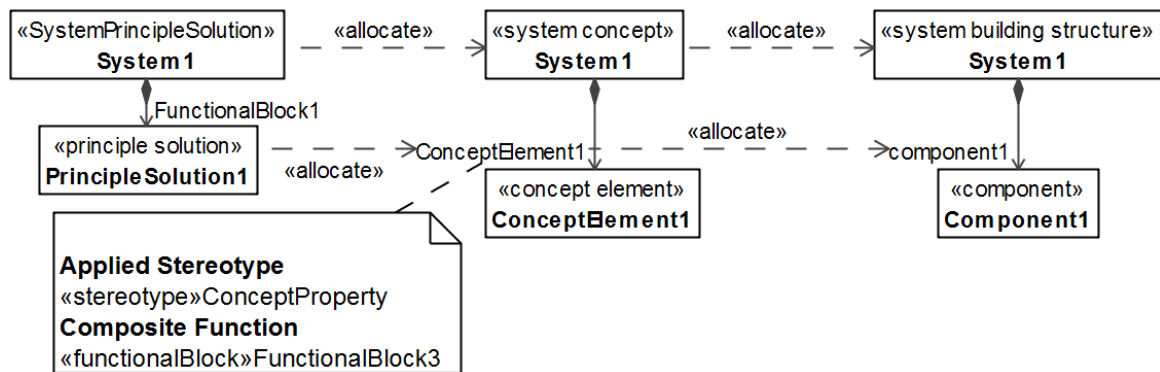 «SystemPrincipleSolution»
System1
«allocate»
«system concept»
System1
«allocate»
«system building structure»
System1
FunctionalBlock1
«principle solution»
PrincipleSolution1
«allocate»
ConceptElement1
«allocate»
component1
«concept element»
ConceptElement1
«component»
Component1
Applied Stereotype
«stereotype»ConceptProperty
Composite Function
«functionalBlock»FunctionalBlock3